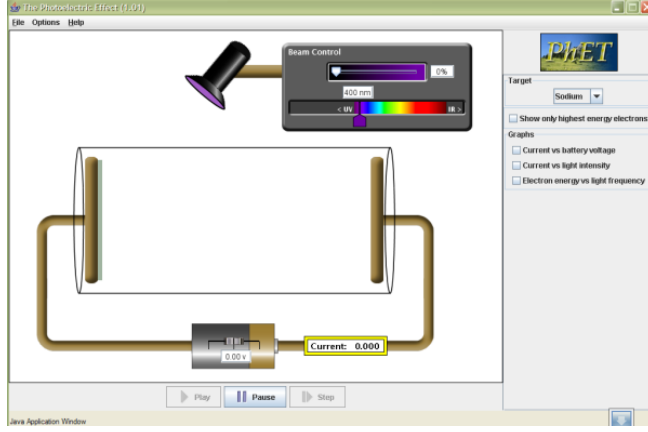 The Photoelectric Effect (1.01)
File Options Help
Beam Control
0%
400 nm
< UV
IR >
PhET
Target
Sodium
Show only highest energy electrons
Graphs
Current vs battery voltage
Current vs light intensity
Electron energy vs light frequency
0.00 v
Current: 0.000
Play
Pause
Step
Java Application Window